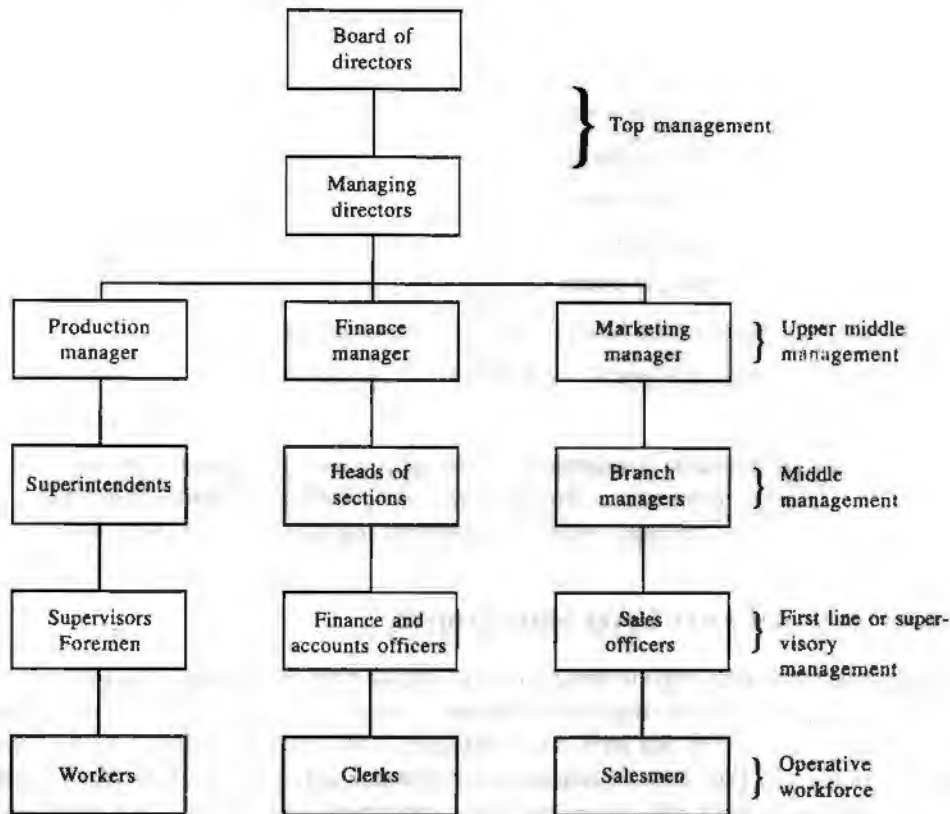 Board of
directors
Top management
Managing
directors
Production
manager
Finance
manager
Marketing
manager
Upper middle
management
Superintendents
Heads of
sections
Branch
managers
Middle
management
Supervisors
Foremen
Finance and
accounts officers
Sales
officers
First line or super-
visory
management
Workers
Clerks
Salesmen
Operative
workforce